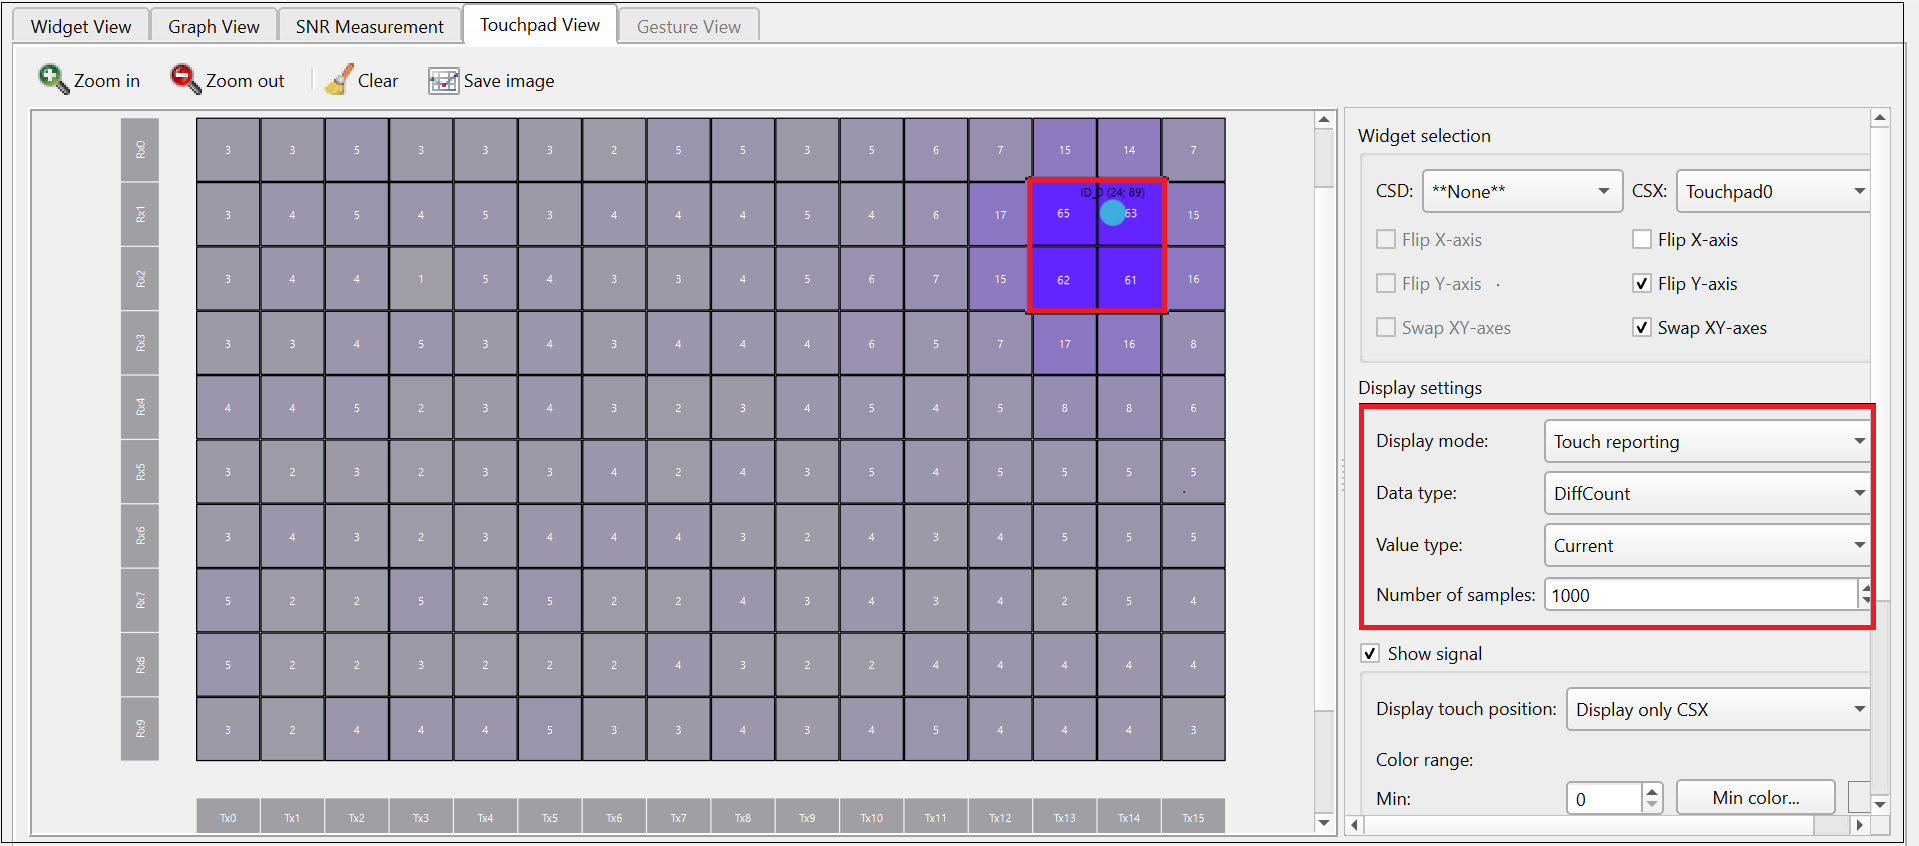 Widget View Graph View SNR Measurement Touchpad View Gesture View
Zoom in Zoom out Clear Save image
Rx0 3 3 5 3 3 3 2 5 5 3 5 6 7 15 14 7
ID_0 (24; 89)
Rx1 3 4 5 4 5 3 4 4 4 5 4 6 17 65 63 15
Rx2 3 4 4 1 5 4 3 3 4 5 6 7 15 62 61 16
Rx3 3 3 4 5 3 4 3 4 4 4 6 5 7 17 16 8
Rx4 4 4 5 2 3 4 3 2 3 4 5 4 5 8 8 6
Rx5 3 2 3 2 3 3 4 2 4 3 5 4 5 5 5 5
Rx6 3 4 3 2 3 4 4 4 3 2 4 3 4 5 5 5
Rx7 5 2 2 5 2 5 2 2 4 3 4 3 4 2 5 4
Rx8 5 2 2 3 2 2 2 4 3 2 2 4 4 4 4 4
Rx9 3 2 4 4 4 5 3 3 4 3 4 5 4 4 4 3
Tx0 Tx1 Tx2 Tx3 Tx4 Tx5 Tx6 Tx7 Tx8 Tx9 Tx10 Tx11 Tx12 Tx13 Tx14 Tx15
Widget selection
CSD: **None** CSX: Touchpad0
Flip X-axis Flip X-axis
Flip Y-axis Flip Y-axis
Swap XY-axes Swap XY-axes
Display settings
Display mode: Touch reporting
Data type: DiffCount
Value type: Current
Number of samples: 1000
Show signal
Display touch position: Display only CSX
Color range:
Min: 0 Min color...